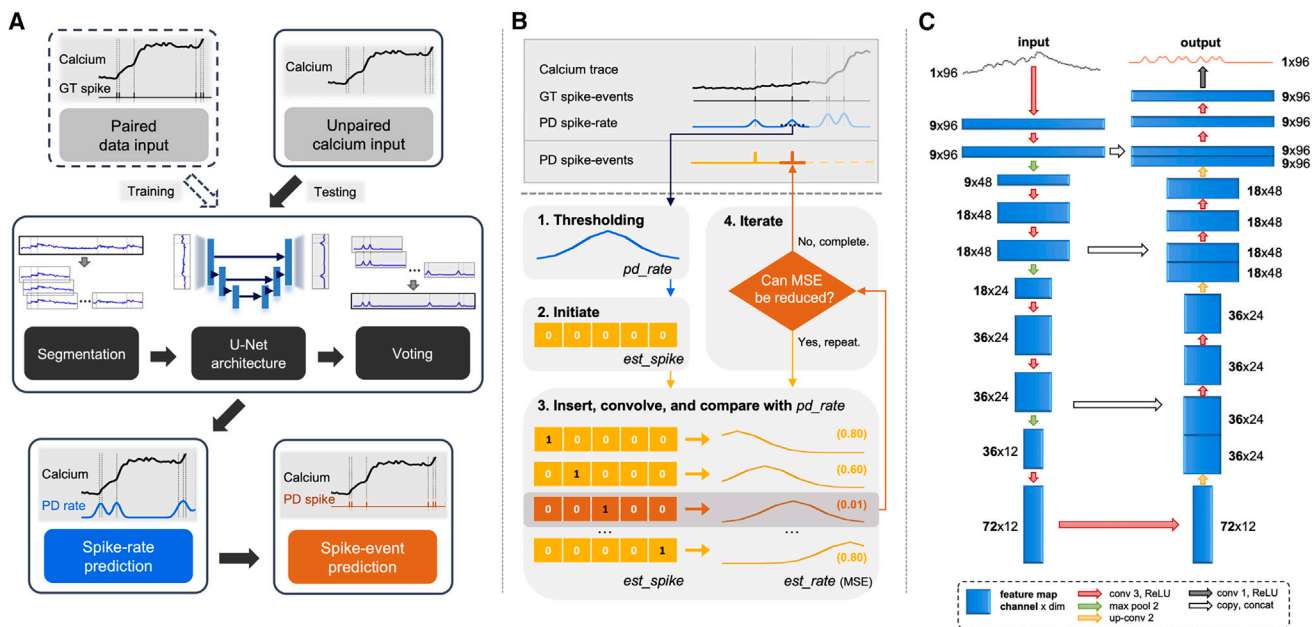 A
Calcium
GT spike
Paired
data input
Calcium
Unpaired
calcium input
Training
Testing
Segmentation
U-Net
architecture
Voting
Calcium
PD rate
Spike-rate
prediction
Calcium
PD spike
Spike-event
prediction
B
Calcium trace
GT spike-events
PD spike-rate
PD spike-events
1. Thresholding
pd_rate
2. Initiate
0 0 0 0 0
est_spike
4. Iterate
No, complete.
Can MSE
be reduced?
Yes, repeat.
3. Insert, convolve, and compare with pd_rate
1 0 0 0 0 (0.80)
0 1 0 0 0 (0.60)
0 0 1 0 0 (0.01)
... ...
0 0 0 0 1 (0.80)
est_spike est_rate (MSE)
C
input
output
1x96
9x96
9x96
9x48
18x48
18x48
18x24
36x24
36x24
36x12
72x12
1x96
9x96
9x96
9x96
9x96
18x48
18x48
18x48
18x48
36x24
36x24
36x24
36x24
72x12
feature map
channel x dim
conv 3, ReLU
max pool 2
up-conv 2
conv 1, ReLU
copy, concat